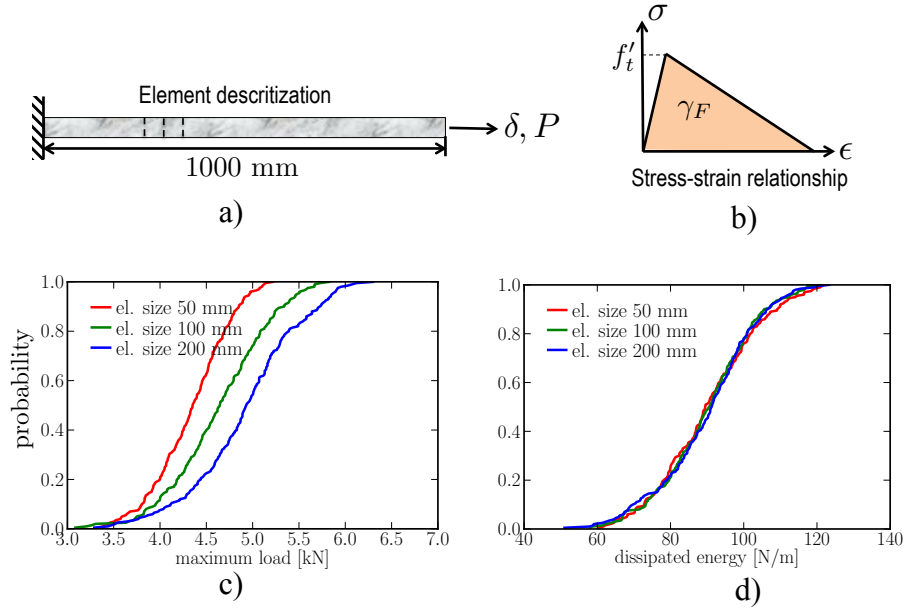 Element descritization
δ, P
1000 mm
a)
σ
f't
γF
ϵ
Stress-strain relationship
b)
probability
1.0
0.8
0.6
0.4
0.2
0.0
el. size 50 mm
el. size 100 mm
el. size 200 mm
3.0 3.5 4.0 4.5 5.0 5.5 6.0 6.5 7.0
maximum load [kN]
c)
1.0
0.8
0.6
0.4
0.2
0.0
el. size 50 mm
el. size 100 mm
el. size 200 mm
40 60 80 100 120 140
dissipated energy [N/m]
d)